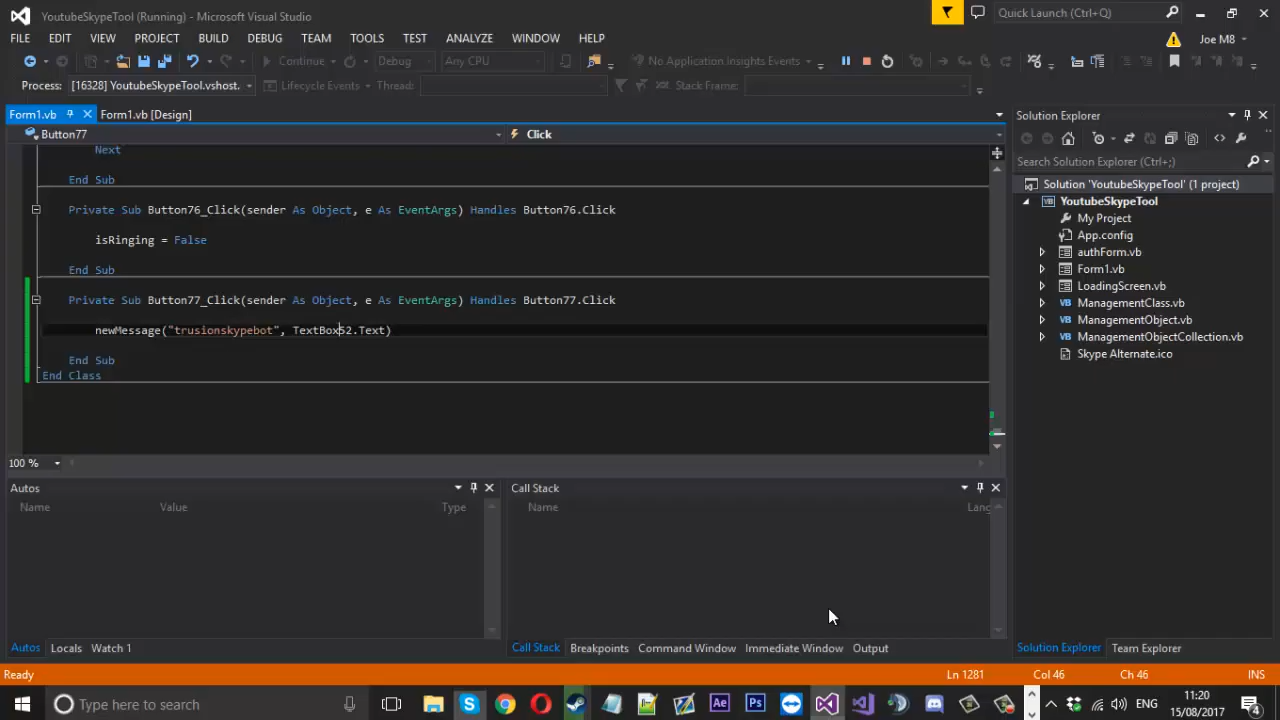 YoutubeSkypeTool (Running) - Microsoft Visual Studio
Quick Launch (Ctrl+Q)
FILE EDIT VIEW PROJECT BUILD DEBUG TEAM TOOLS TEST ANALYZE WINDOW HELP
Joe M8
Continue Debug Any CPU No Application Insights Events
Process: [16328] YoutubeSkypeTool.vshost. Lifecycle Events Thread: Stack Frame:
Form1.vb Form1.vb [Design]
Button77 Click
Next
End Sub
Private Sub Button76_Click(sender As Object, e As EventArgs) Handles Button76.Click
isRinging = False
End Sub
Private Sub Button77_Click(sender As Object, e As EventArgs) Handles Button77.Click
newMessage("trusionskypebot", TextBox52.Text)
End Sub
End Class
100 %
Solution Explorer
Search Solution Explorer (Ctrl+;)
Solution 'YoutubeSkypeTool' (1 project)
YoutubeSkypeTool
My Project
App.config
authForm.vb
Form1.vb
LoadingScreen.vb
ManagementClass.vb
ManagementObject.vb
ManagementObjectCollection.vb
Skype Alternate.ico
Autos
Name Value Type
Call Stack
Name Lang
Autos Locals Watch 1
Call Stack Breakpoints Command Window Immediate Window Output
Solution Explorer Team Explorer
Ready Ln 1281 Col 46 Ch 46 INS
Type here to search
Ae Ps
11:20
15/08/2017
4